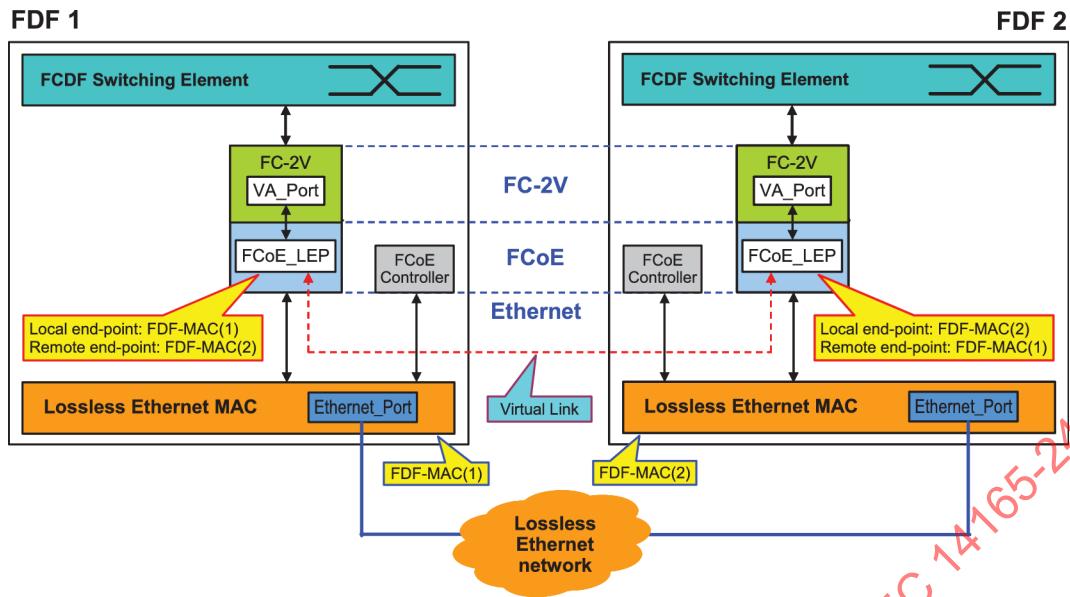 FDF 1
FDF 2
FCDF Switching Element
FCDF Switching Element
FC-2V
VA_Port
FC-2V
FC-2V
VA_Port
FCoE_LEP
FCoE
Controller
FCoE
FCoE
Controller
FCoE_LEP
Ethernet
Local end-point: FDF-MAC(1)
Remote end-point: FDF-MAC(2)
Local end-point: FDF-MAC(2)
Remote end-point: FDF-MAC(1)
Lossless Ethernet MAC
Ethernet_Port
Virtual Link
Lossless Ethernet MAC
Ethernet_Port
FDF-MAC(1)
FDF-MAC(2)
Lossless
Ethernet
network
14165-24